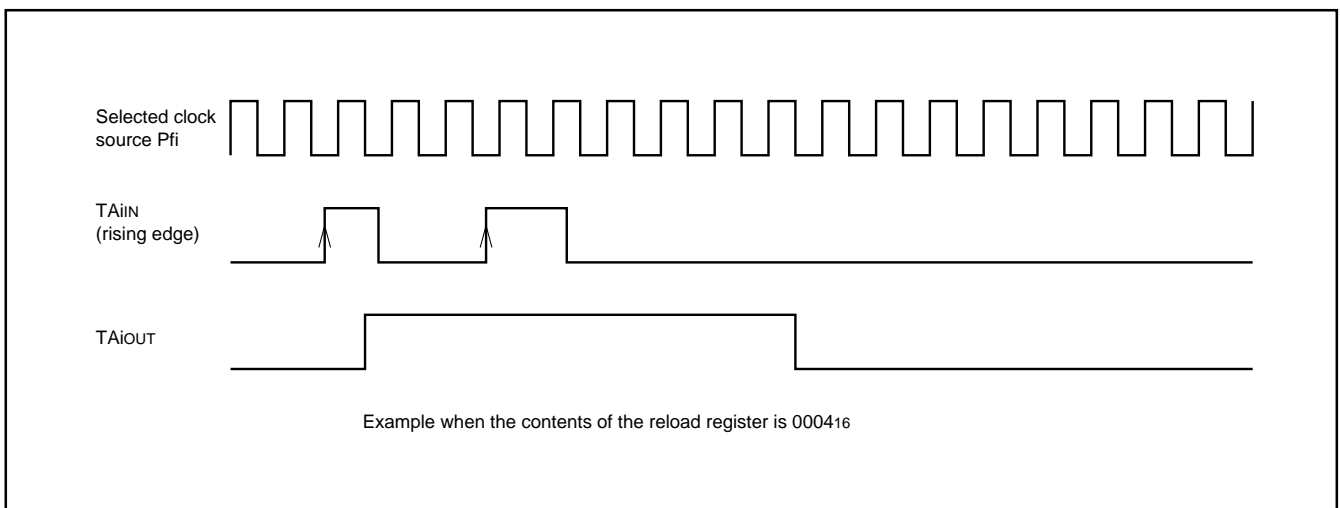 Selected clock
source Pfi
TAiIN
(rising edge)
TAiOUT
Example when the contents of the reload register is 000416